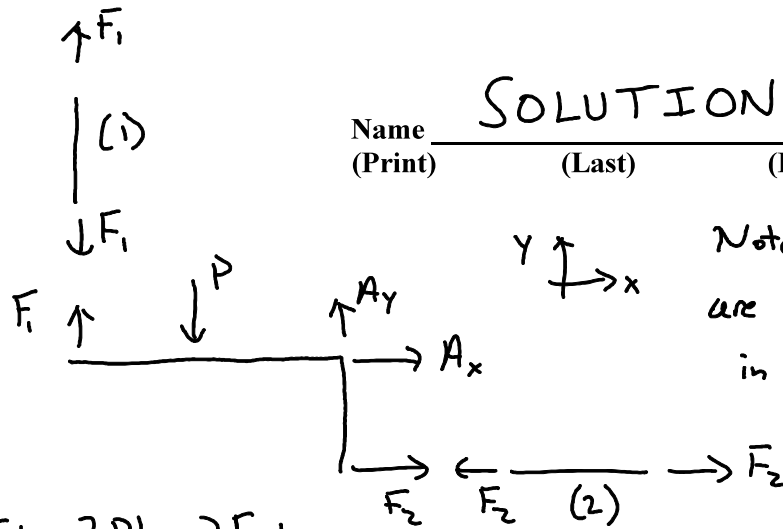 F₁
(1)
SOLUTION
Name
(Print) (Last)
F₁
P
Y
x
F₁
A_Y
A_x
are
in
F₂ F₂ (2) F₂